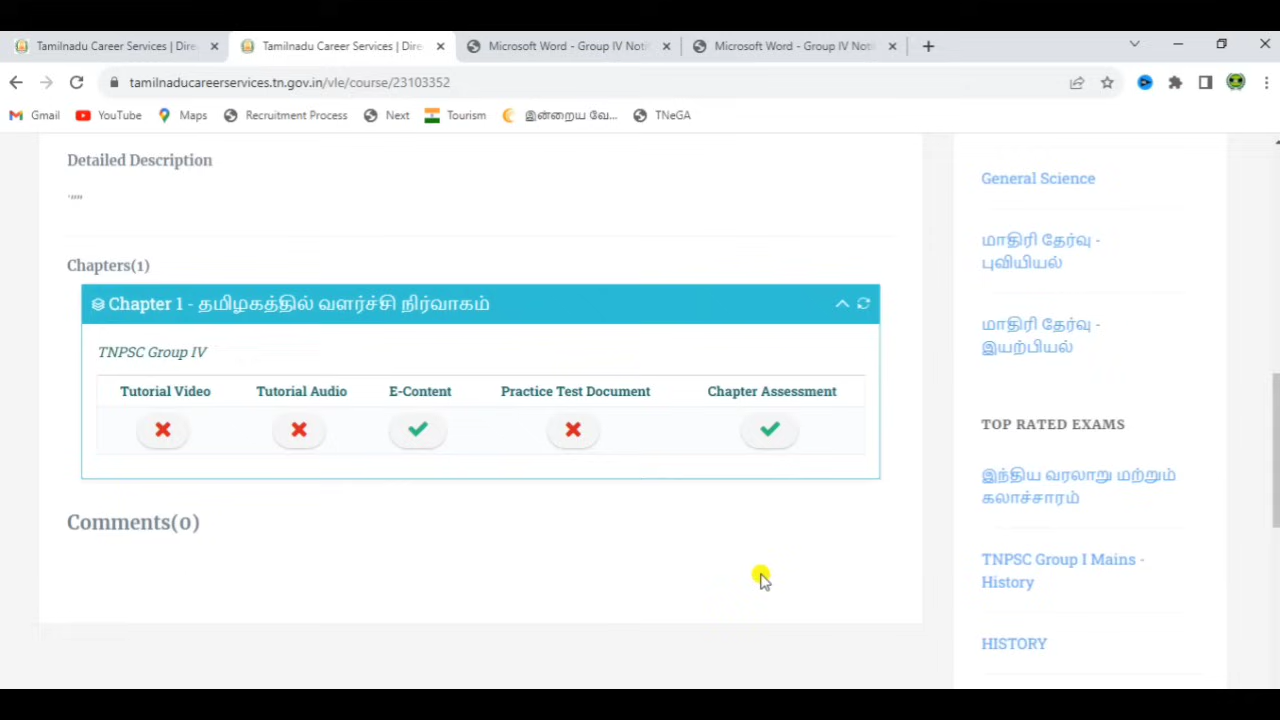 Tamilnadu Career Services | Dire
Tamilnadu Career Services | Dire
Microsoft Word - Group IV Noti
Microsoft Word - Group IV Noti
tamilnaducareerservices.tn.gov.in/vle/course/23103352
Gmail
YouTube
Maps
Recruitment Process
Next
Tourism
இன்றைய வே...
TNeGA
Detailed Description
General Science
Chapters(1)
மாதிரி தேர்வு -
புவியியல்
Chapter 1 - தமிழகத்தில் வளர்ச்சி நிர்வாகம்
மாதிரி தேர்வு -
இயற்பியல்
TNPSC Group IV
Tutorial Video
Tutorial Audio
E-Content
Practice Test Document
Chapter Assessment
TOP RATED EXAMS
இந்திய வரலாறு மற்றும்
கலாச்சாரம்
Comments(0)
TNPSC Group I Mains -
History
HISTORY